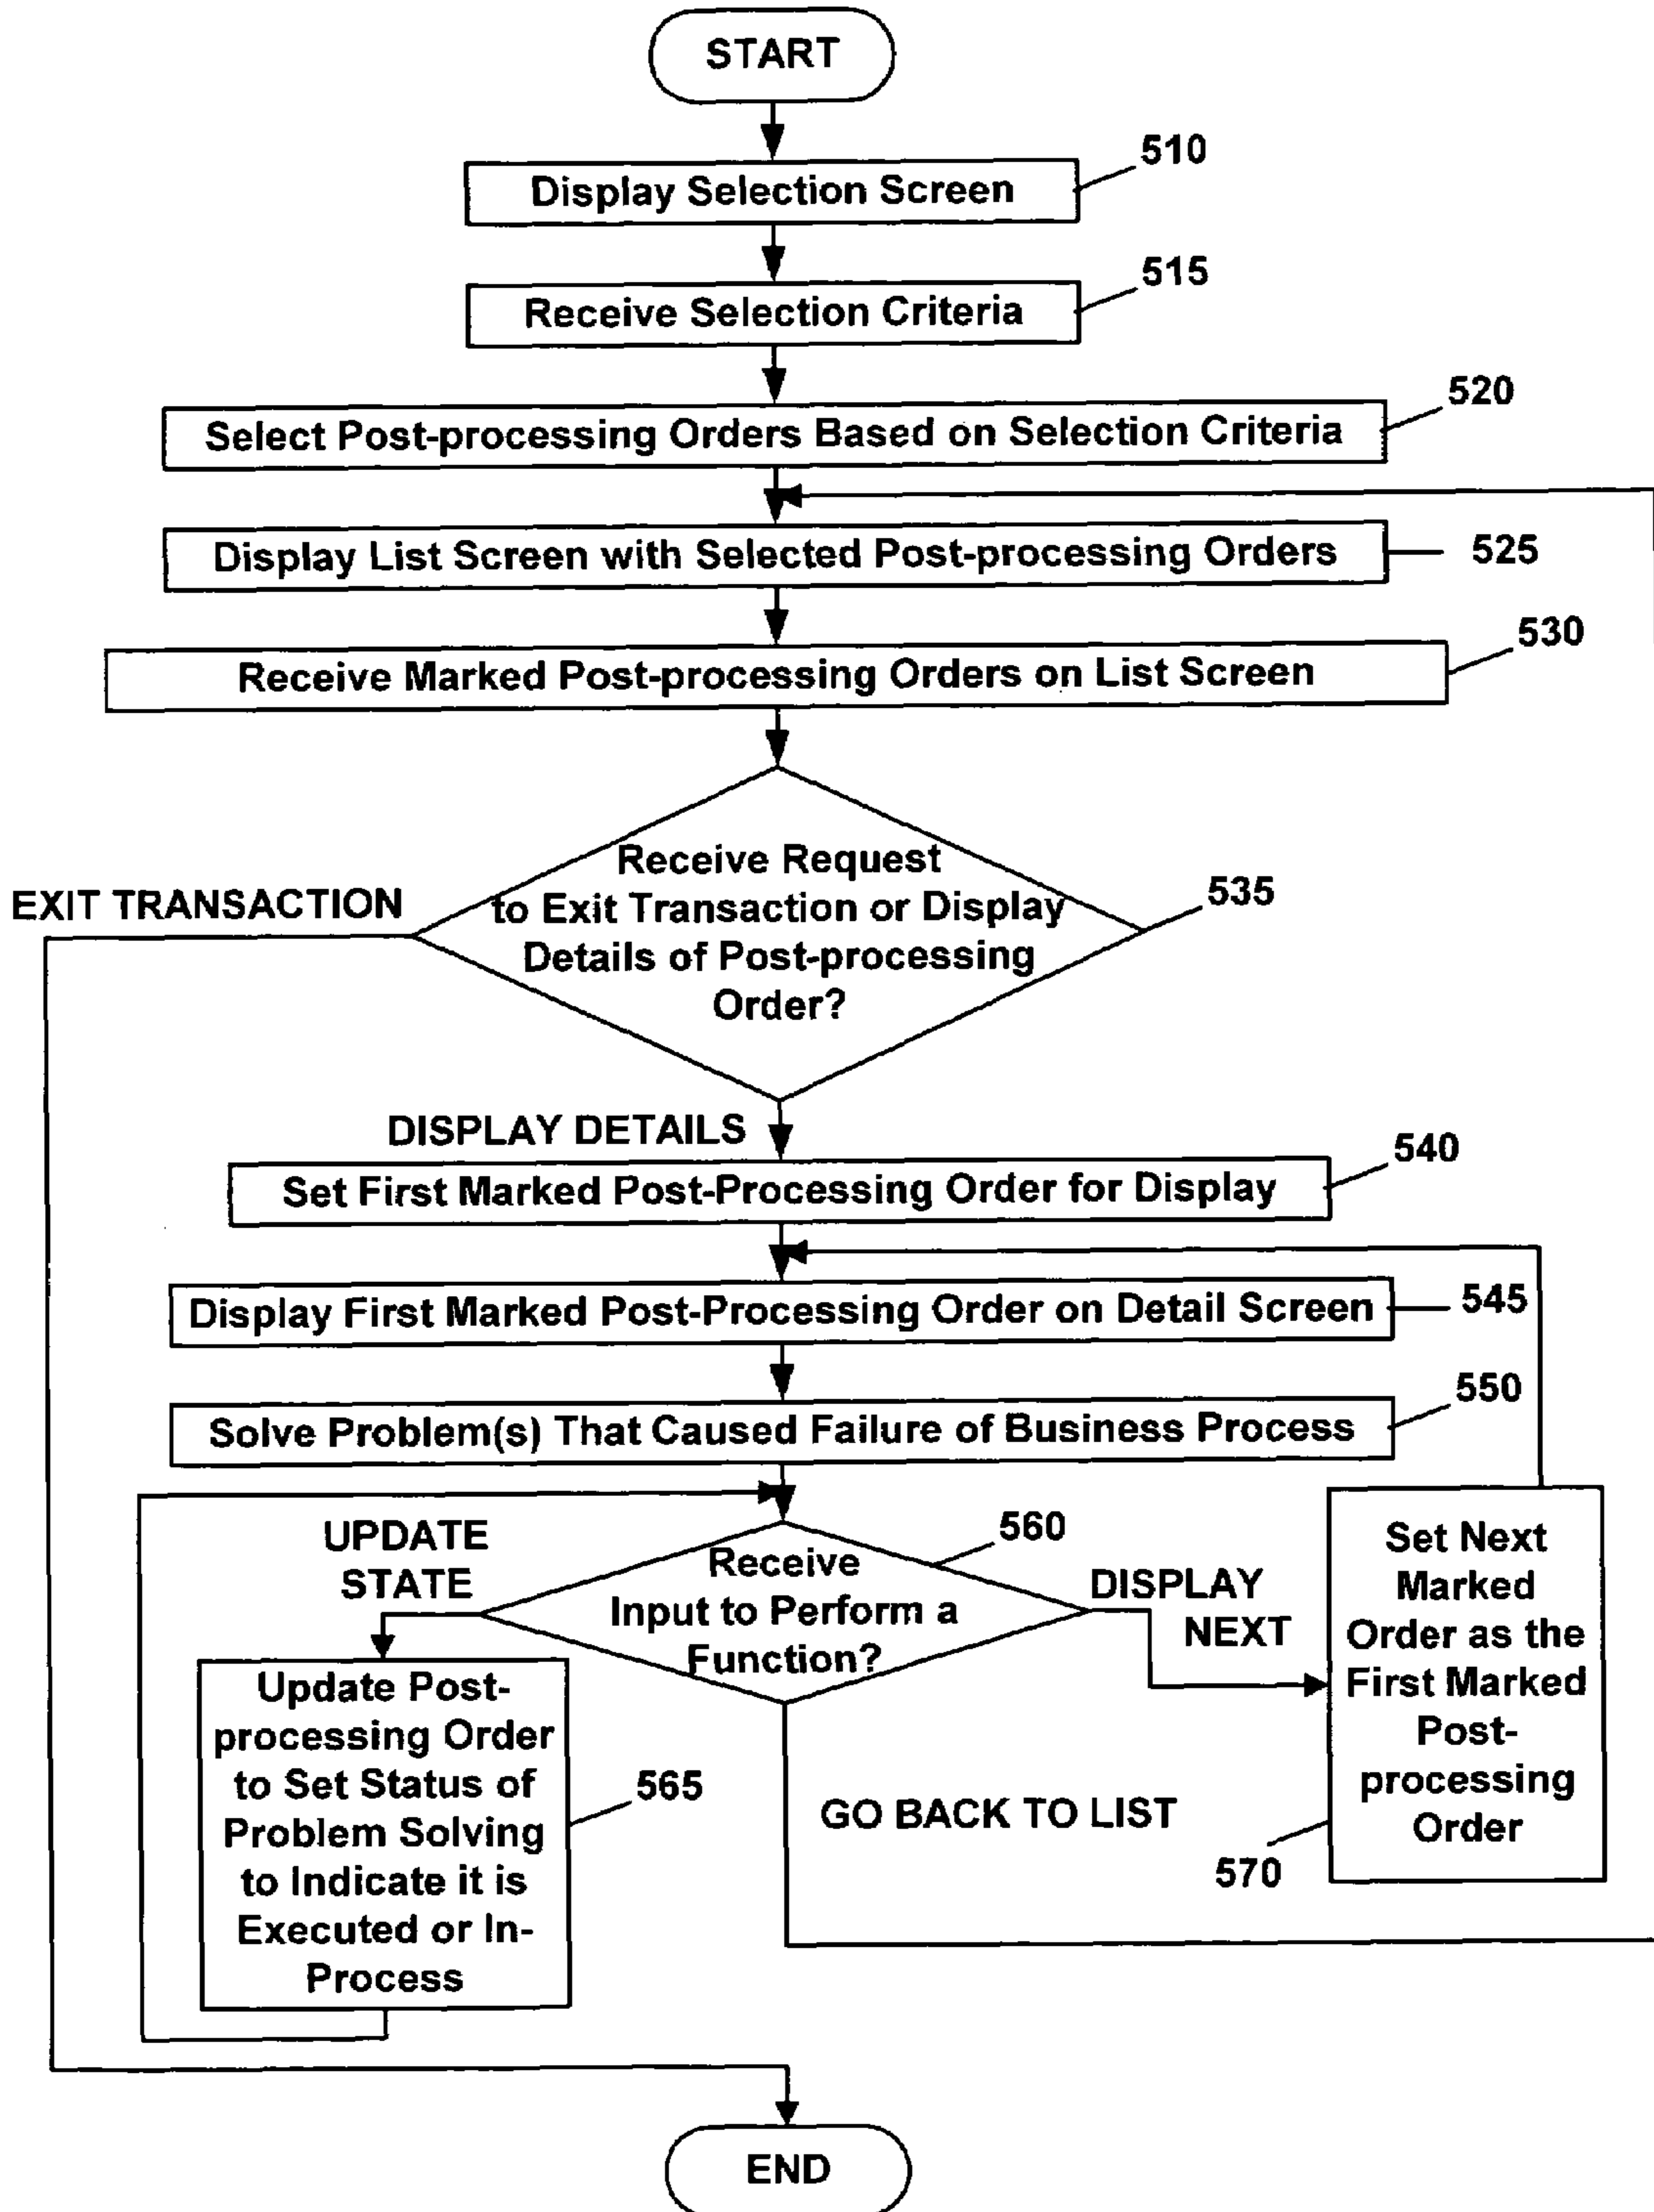 START
510
Display Selection Screen
515
Receive Selection Criteria
520
Select Post-processing Orders Based on Selection Criteria
Display List Screen with Selected Post-processing Orders
525
530
Receive Marked Post-processing Orders on List Screen
EXIT TRANSACTION
Receive Request
to Exit Transaction or Display
Details of Post-processing
Order?
535
DISPLAY DETAILS
540
Set First Marked Post-Processing Order for Display
Display First Marked Post-Processing Order on Detail Screen
545
550
Solve Problem(s) That Caused Failure of Business Process
UPDATE
STATE
560
Receive
Input to Perform a
Function?
DISPLAY
NEXT
Set Next
Marked
Order as the
First Marked
Post-
processing
Order
570
Update Post-
processing Order
to Set Status of
Problem Solving
to Indicate it is
Executed or In-
Process
565
GO BACK TO LIST
END